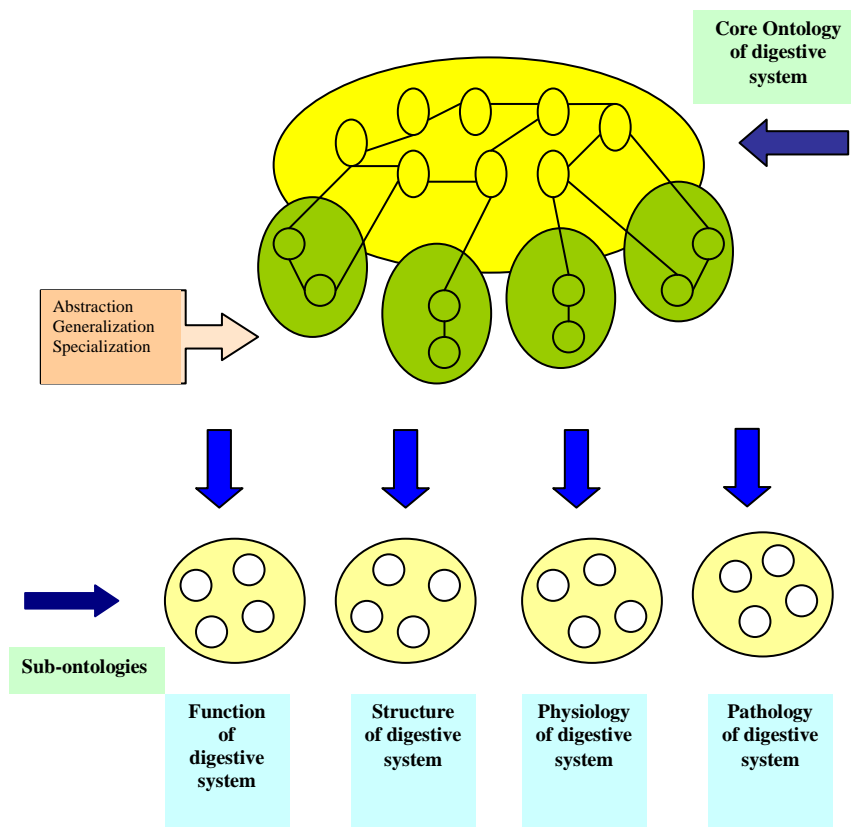 Core Ontology
of digestive
system
Abstraction
Generalization
Specialization
Sub-ontologies
Function
of
digestive
system
Structure
of digestive
system
Physiology
of digestive
system
Pathology
of digestive
system